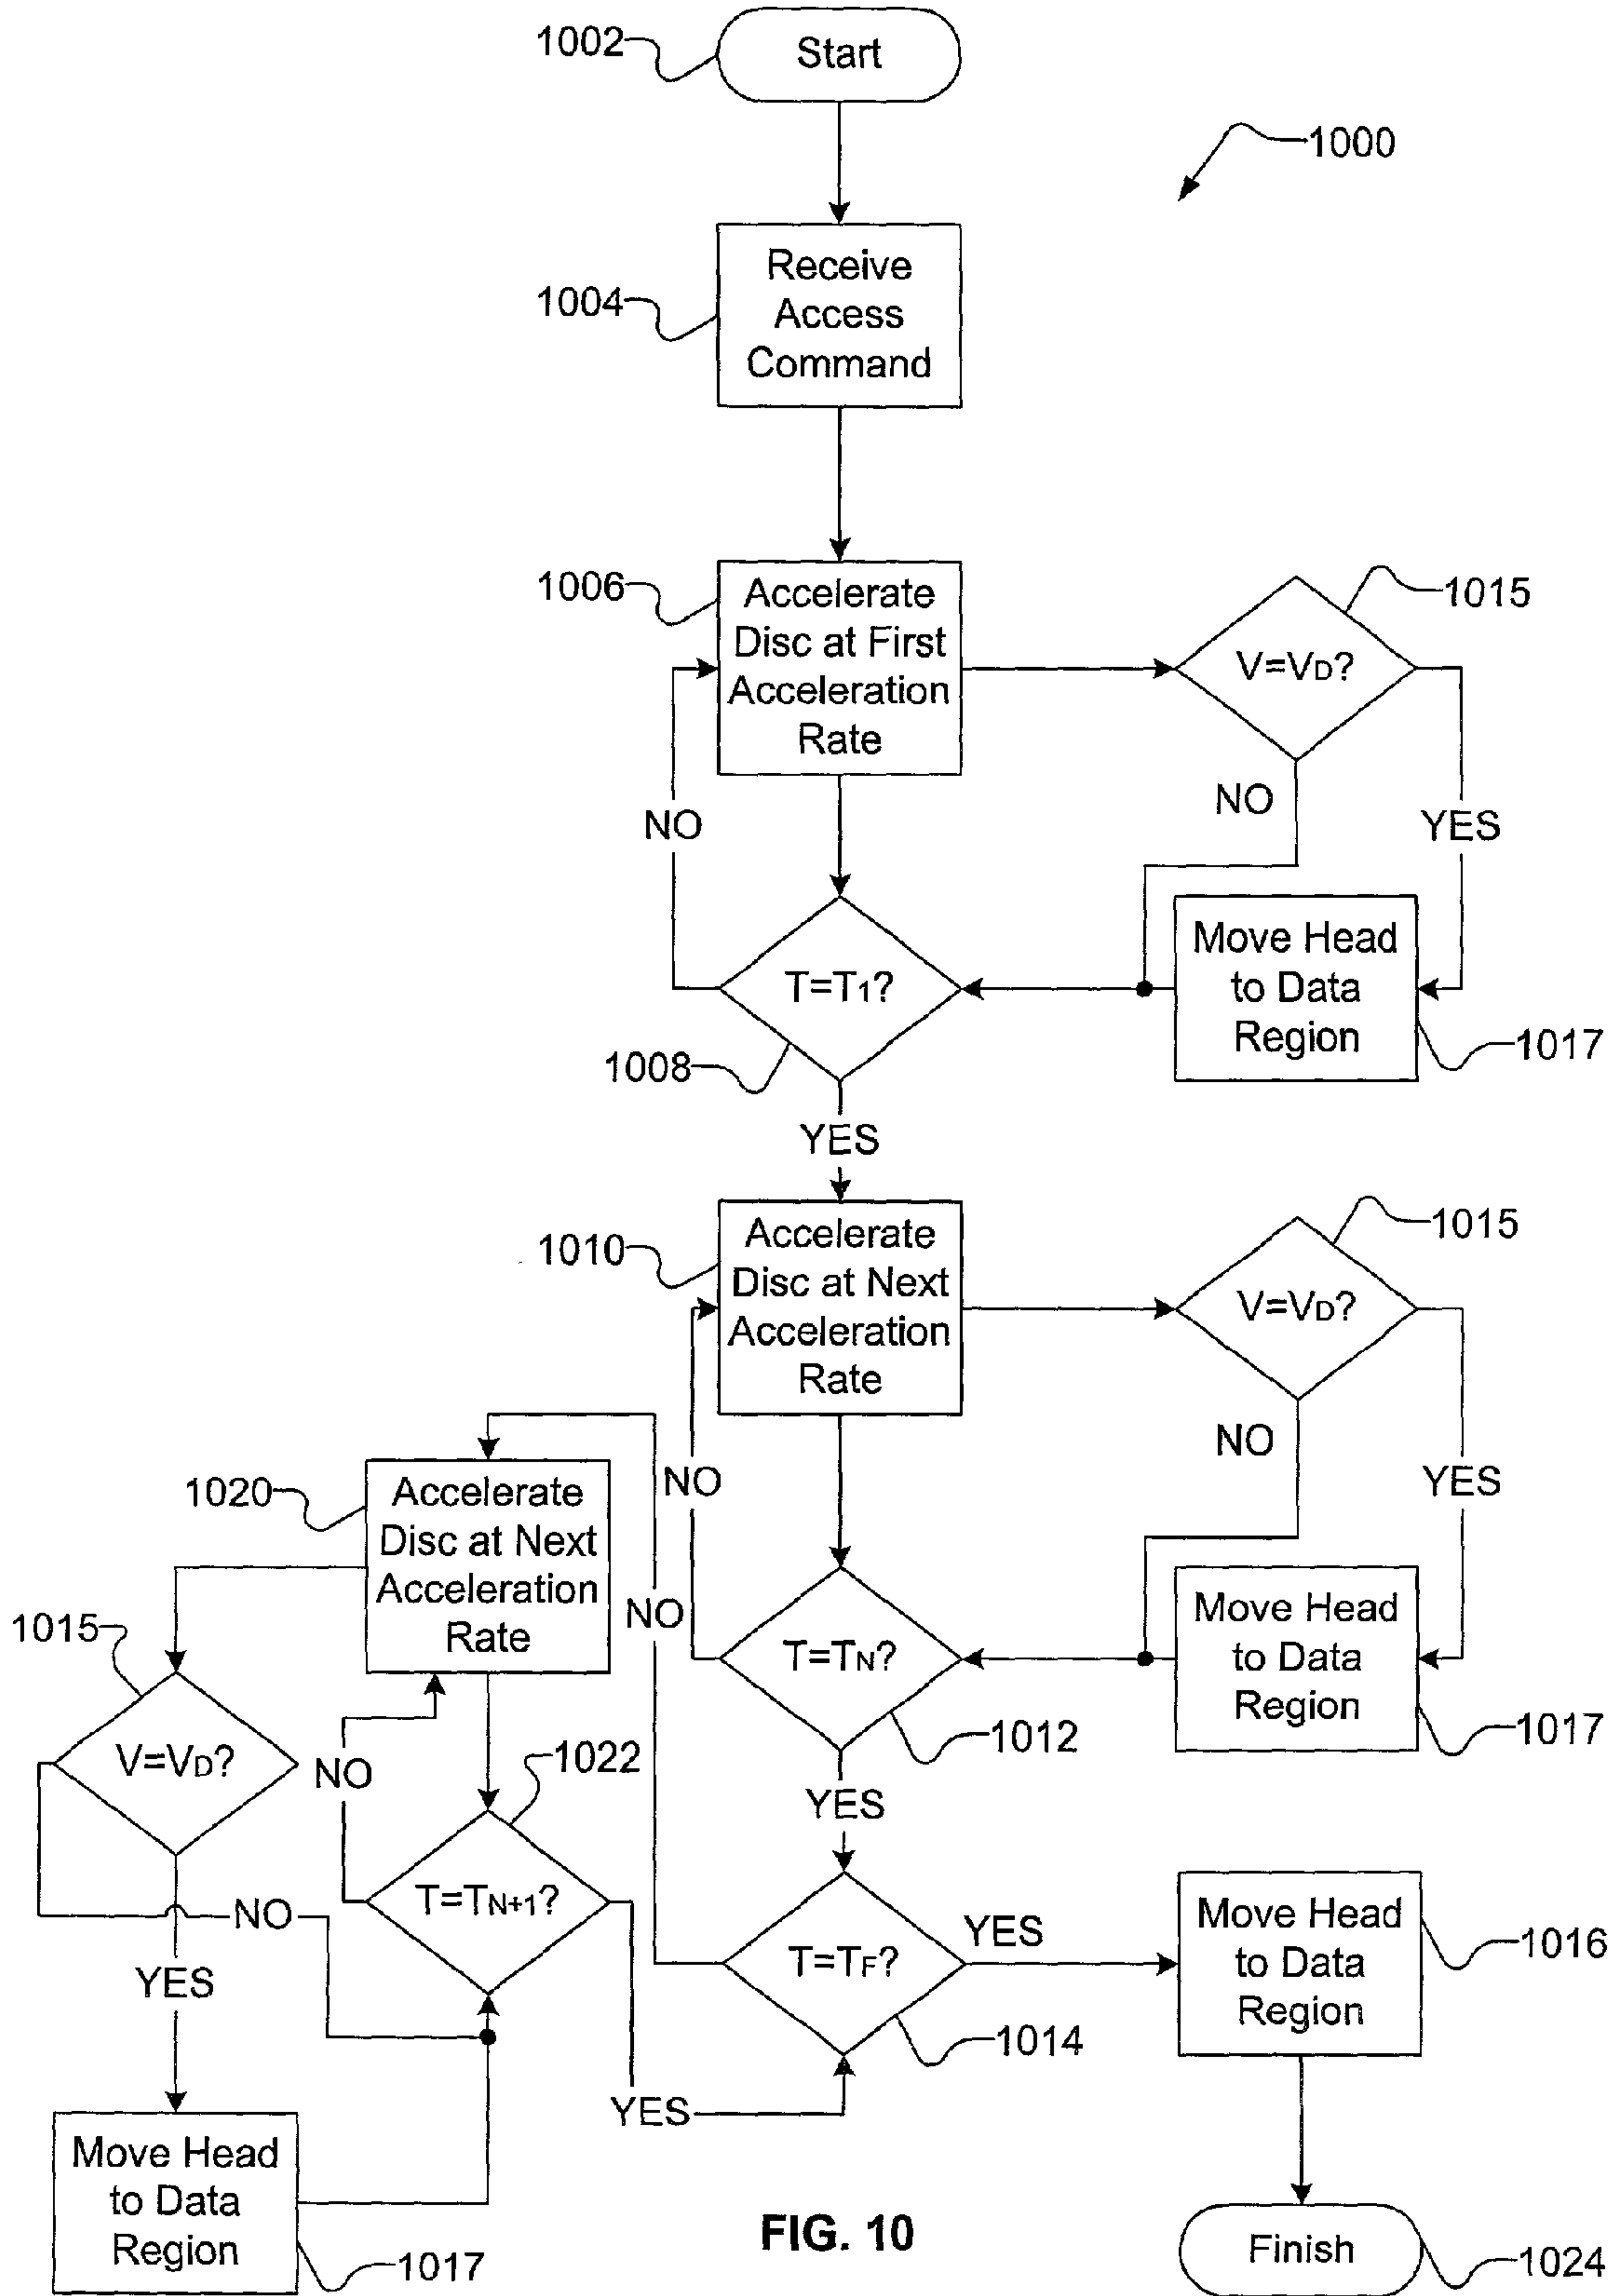 1002
Start
1000
1004
Receive
Access
Command
1006
Accelerate
Disc at First
Acceleration
Rate
1015
V=VD?
NO
NO
YES
T=T1?
Move Head
to Data
Region
1008
1017
YES
1010
Accelerate
Disc at Next
Acceleration
Rate
1015
V=VD?
NO
NO
YES
1020
Accelerate
Disc at Next
Acceleration
Rate
NO
1015
T=TN?
Move Head
to Data
Region
1012
1017
V=VD?
NO
1022
YES
T=TN+1?
NO
YES
T=TF?
YES
Move Head
to Data
Region
1016
1014
YES
Move Head
to Data
Region
1017
FIG. 10
Finish
1024